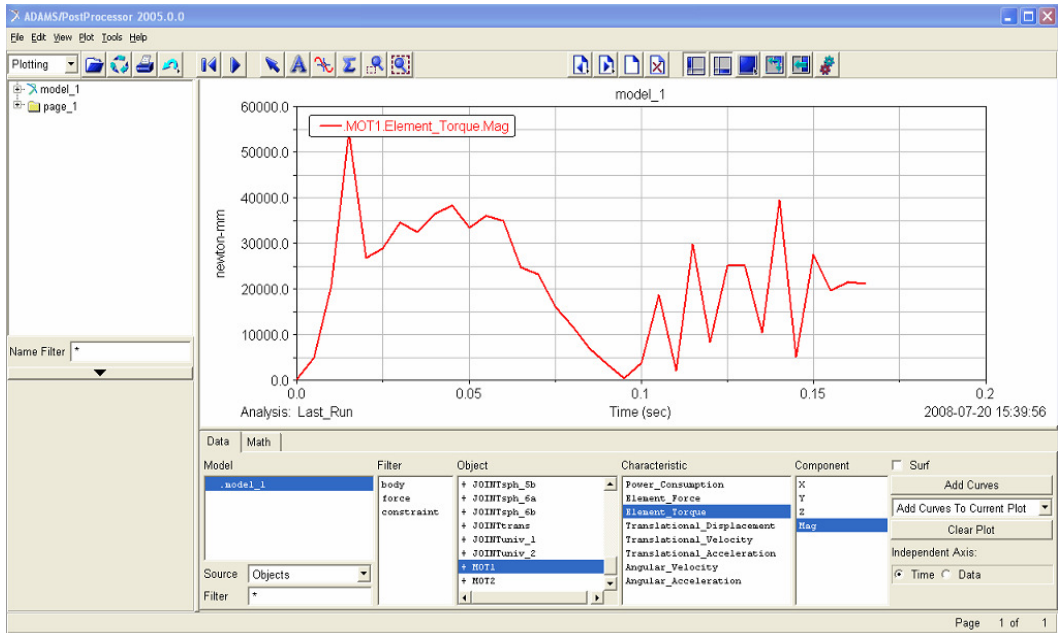 ADAMS/PostProcessor 2005.0.0
File Edit View Plot Tools Help
Plotting
model_1
page_1
model_1
.MOT1.Element_Torque.Mag
60000.0
50000.0
40000.0
30000.0
20000.0
10000.0
0.0
newton-mm
0.0 0.05 0.1 0.15 0.2
Analysis: Last_Run Time (sec) 2008-07-20 15:39:56
Name Filter *
Data Math
Model Filter Object Characteristic Component Surf
.model_1
body
force
constraint
+ JOINTsph_5b
+ JOINTsph_6a
+ JOINTsph_6b
+ JOINTtrans
+ JOINTuniv_1
+ JOINTuniv_2
+ MOT1
+ MOT2
Power_Consumption
Element_Force
Element_Torque
Translational_Displacement
Translational_Velocity
Translational_Acceleration
Angular_Velocity
Angular_Acceleration
X
Y
Z
Mag
Add Curves
Add Curves To Current Plot
Clear Plot
Independent Axis:
Time Data
Source Objects
Filter *
Page 1 of 1